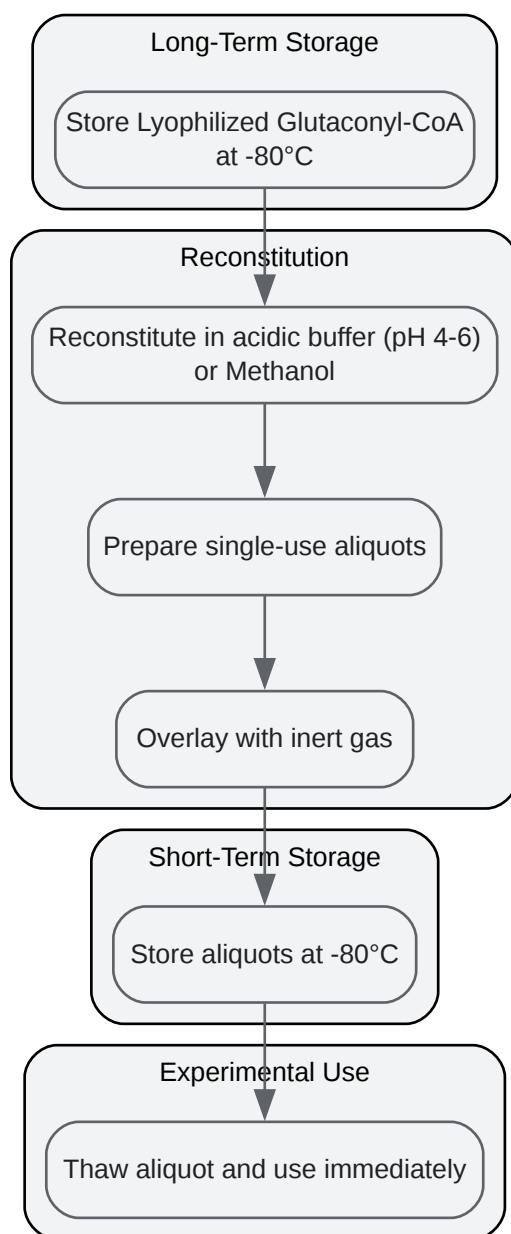 Long-Term Storage
Store Lyophilized Glutaconyl-CoA
at -80°C
Reconstitution
Reconstitute in acidic buffer (pH 4-6)
or Methanol
Prepare single-use aliquots
Overlay with inert gas
Short-Term Storage
Store aliquots at -80°C
Experimental Use
Thaw aliquot and use immediately